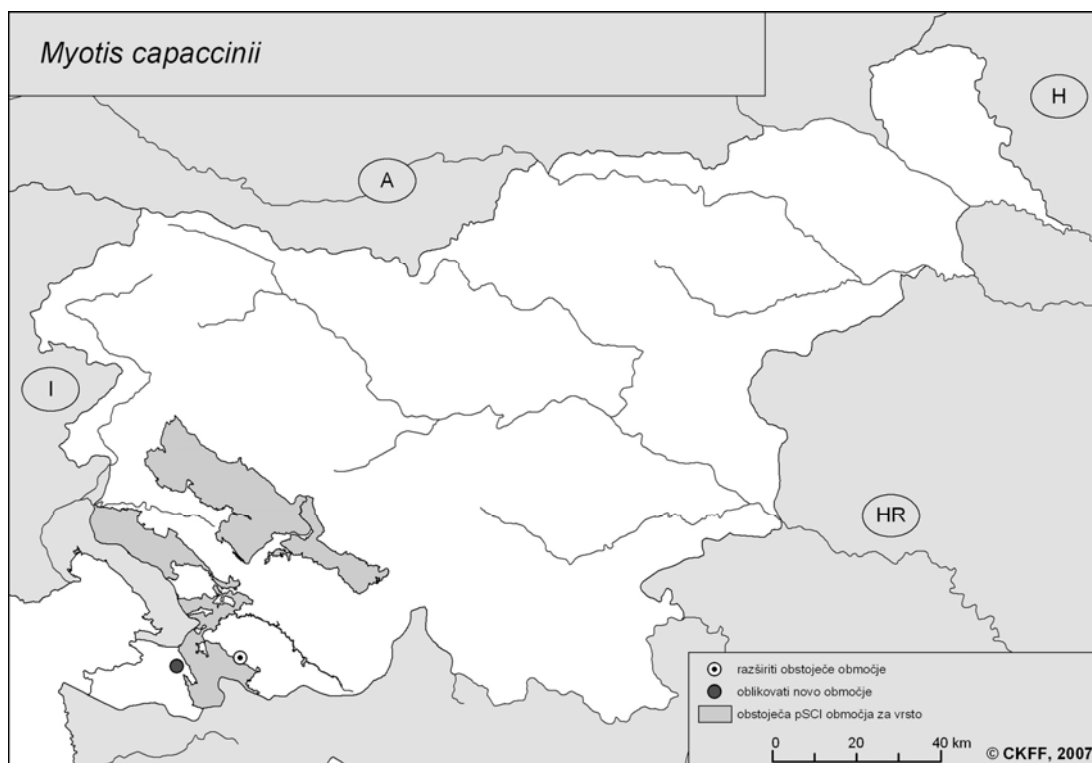 Myotis capaccinii
H
A
I
HR
razširiti obstoječe območje
oblikovati novo območje
obstoječa pSCI območja za vrsto
0 20 40 km
© CKFF, 2007